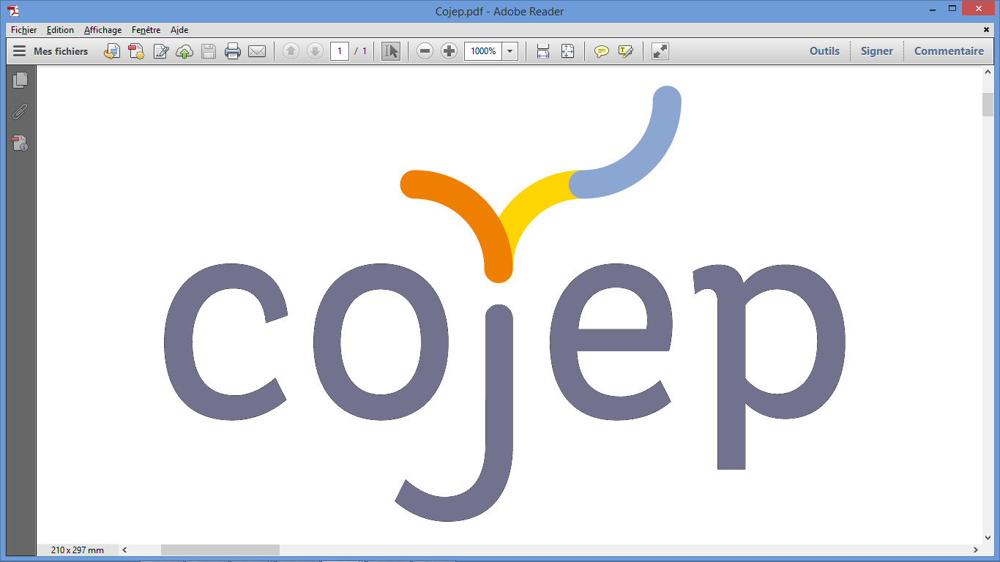 Cojep.pdf - Adobe Reader
Fichier Edition Affichage Fenêtre Aide
Mes fichiers 1 / 1 1000% Outils Signer Commentaire
cojep
210 x 297 mm